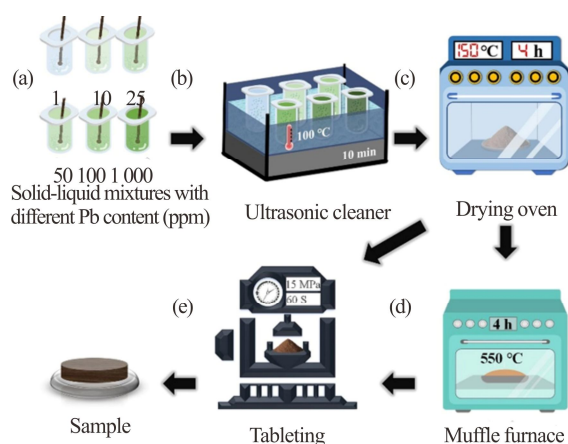 (a)
1 10 25
50 100 1 000
Solid-liquid mixtures with
different Pb content (ppm)
(b)
100 ℃
10 min
Ultrasonic cleaner
(c)
150 ℃ 4 h
Drying oven
(d)
4 h
550 ℃
Muffle furnace
(e)
15 MPa
60 S
Tableting
Sample